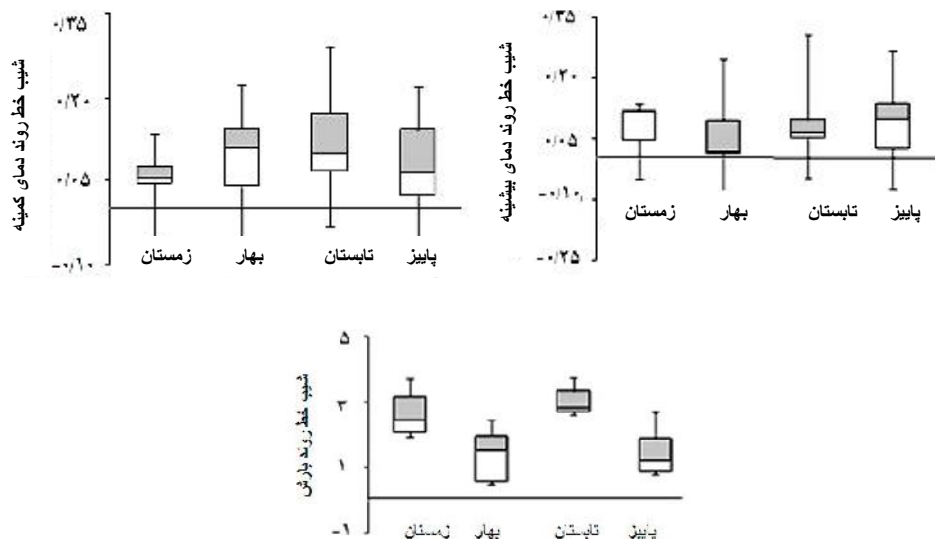 شیب خط روند دمای کمینه
۰/۳۵
۰/۲۰
۰/۰۵
-۰/۱۰
زمستان
بهار
تابستان
پاییز
شیب خط روند دمای بیشینه
۰/۳۵
۰/۲۰
۰/۰۵
-۰/۱۰
-۰/۲۵
زمستان
بهار
تابستان
پاییز
شیب خط روند بارش
۵
۳
۱
-۱
زمستان
بهار
تابستان
پاییز